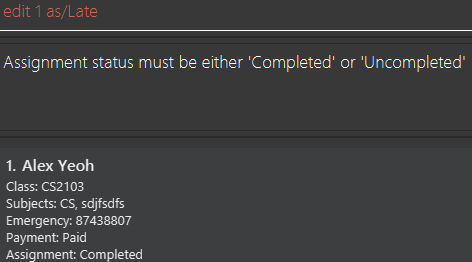 edit 1 as/Late
Assignment status must be either 'Completed' or 'Uncompleted'
1. Alex Yeoh
Class: CS2103
Subjects: CS, sdjfsdfs
Emergency: 87438807
Payment: Paid
Assignment: Completed